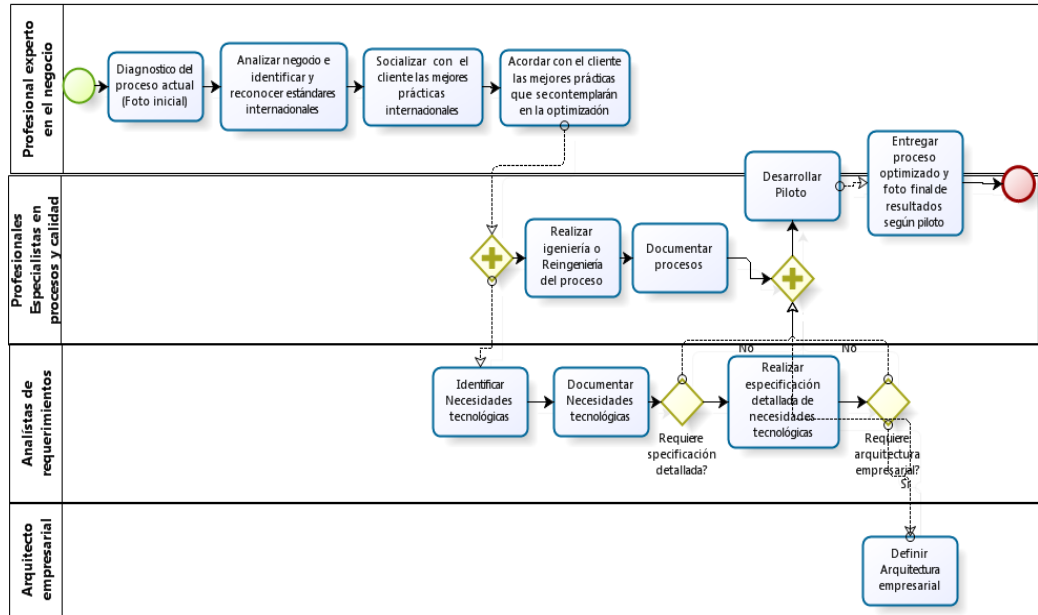 Profesional experto
en el negocio
Diagnostico del
proceso actual
(Foto inicial)
Analizar negocio e
identificar y
reconocer estándares
internacionales
Socializar con el
cliente las mejores
prácticas
internacionales
Acordar con el cliente
las mejores prácticas
que secontemplarán
en la optimización
Profesionales
Especialistas en
procesos y calidad
Realizar
igeniería o
Reingeniería
del proceso
Documentar
procesos
Desarrollar
Piloto
Entregar
proceso
optimizado y
foto final de
resultados
según piloto
Analistas de
requerimientos
Identificar
Necesidades
tecnológicas
Documentar
Necesidades
tecnológicas
Requiere
specificación
detallada?
No
Realizar
especificación
detallada de
necesidades
tecnológicas
No
Requiere
arquitectura
empresarial?
Si
Arquitecto
empresarial
Definir
Arquitectura
empresarial